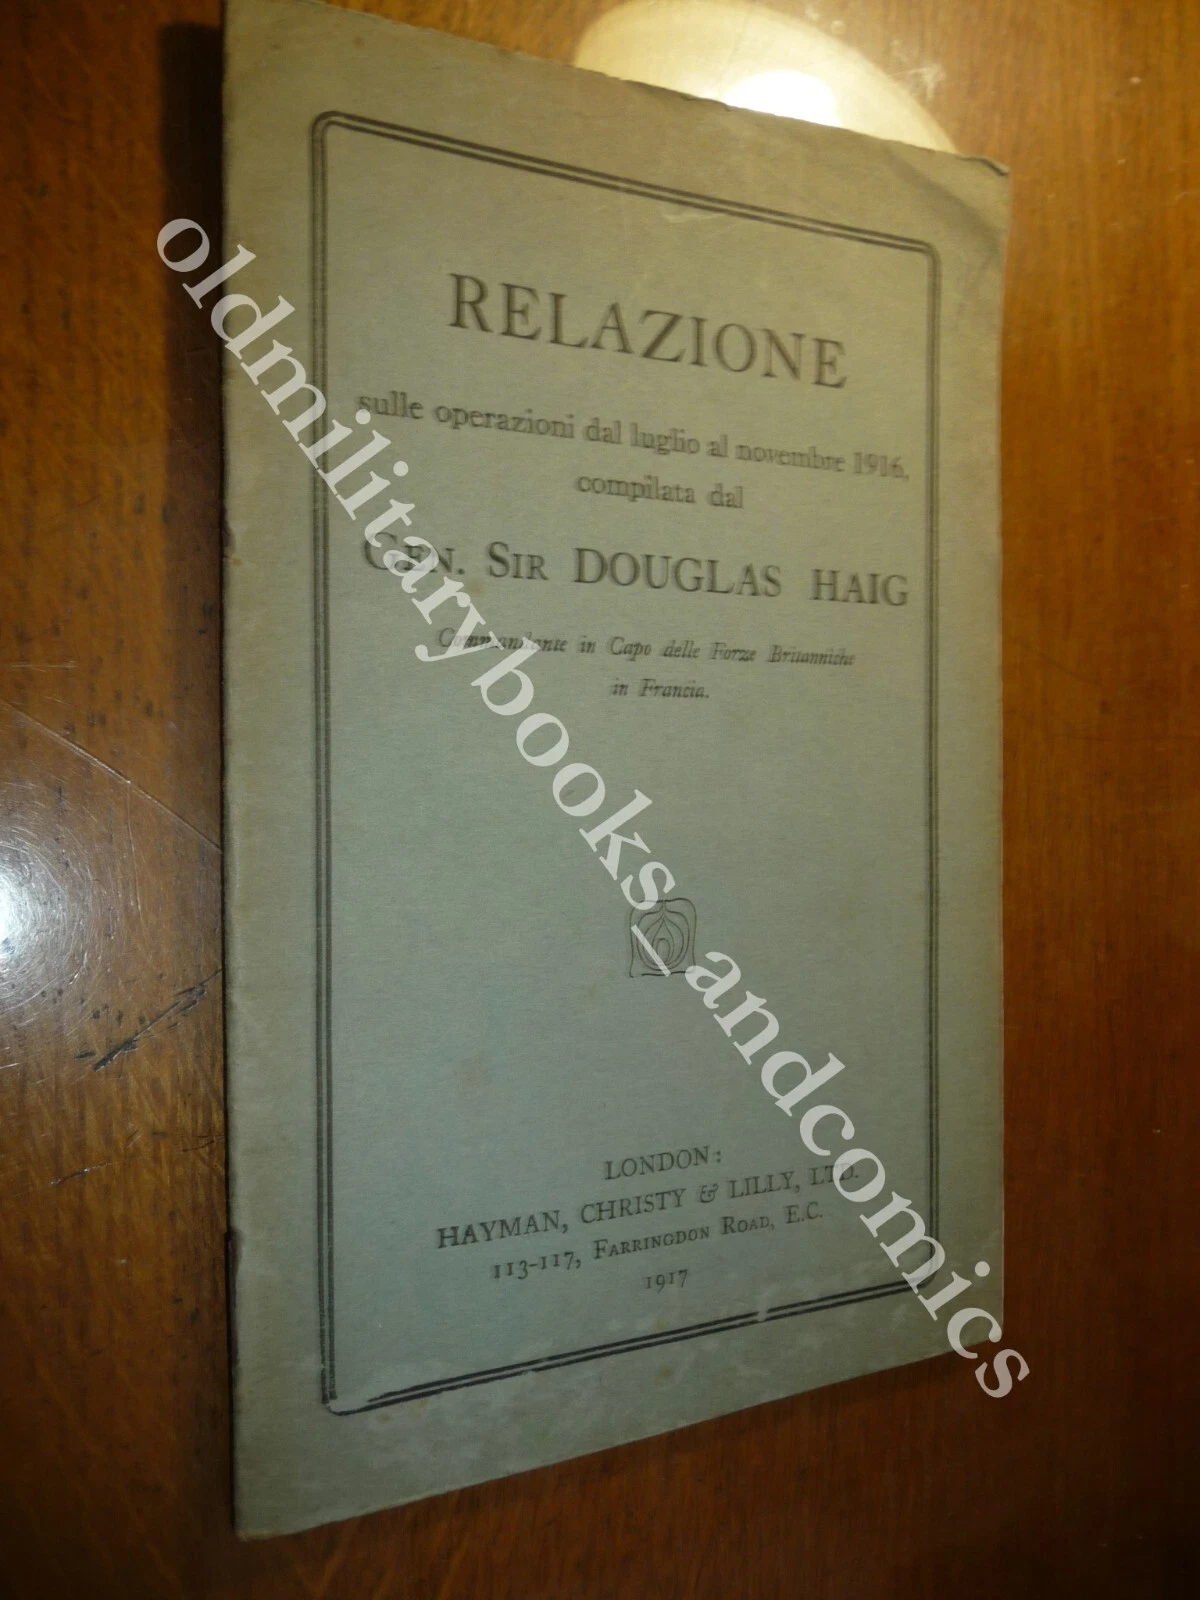 RELAZIONE
sulle operazioni dal luglio al novembre 1916,
compilata dal
GEN. SIR DOUGLAS HAIG
Commandante in Capo delle Forze Britanniche
in Francia.
LONDON:
HAYMAN, CHRISTY & LILLY, LTD.
113-117, FARRINGDON ROAD, E.C.
1917
oldmilitarybooks_andcomics